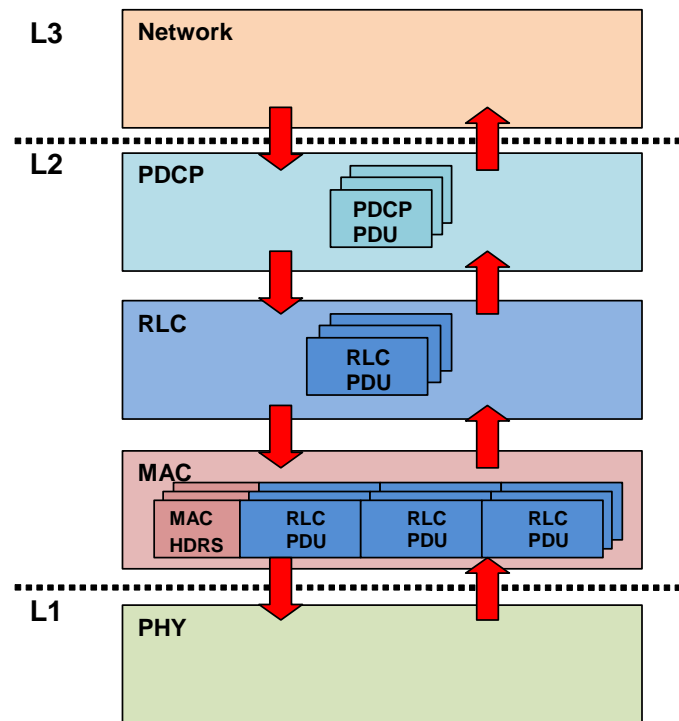 L3
Network
L2
PDCP
PDCP
PDU
RLC
RLC
PDU
MAC
MAC
HDRS
RLC
PDU
RLC
PDU
RLC
PDU
L1
PHY